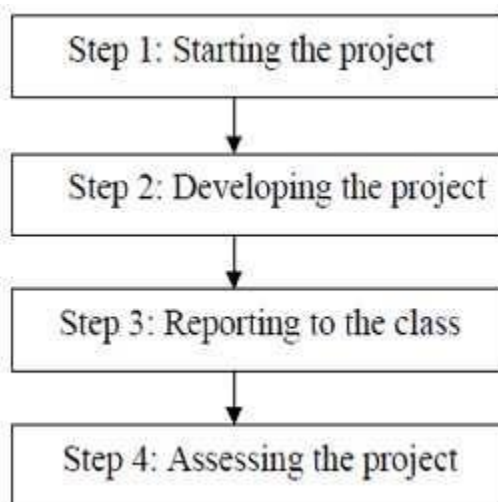 Step 1: Starting the project
Step 2: Developing the project
Step 3: Reporting to the class
Step 4: Assessing the project